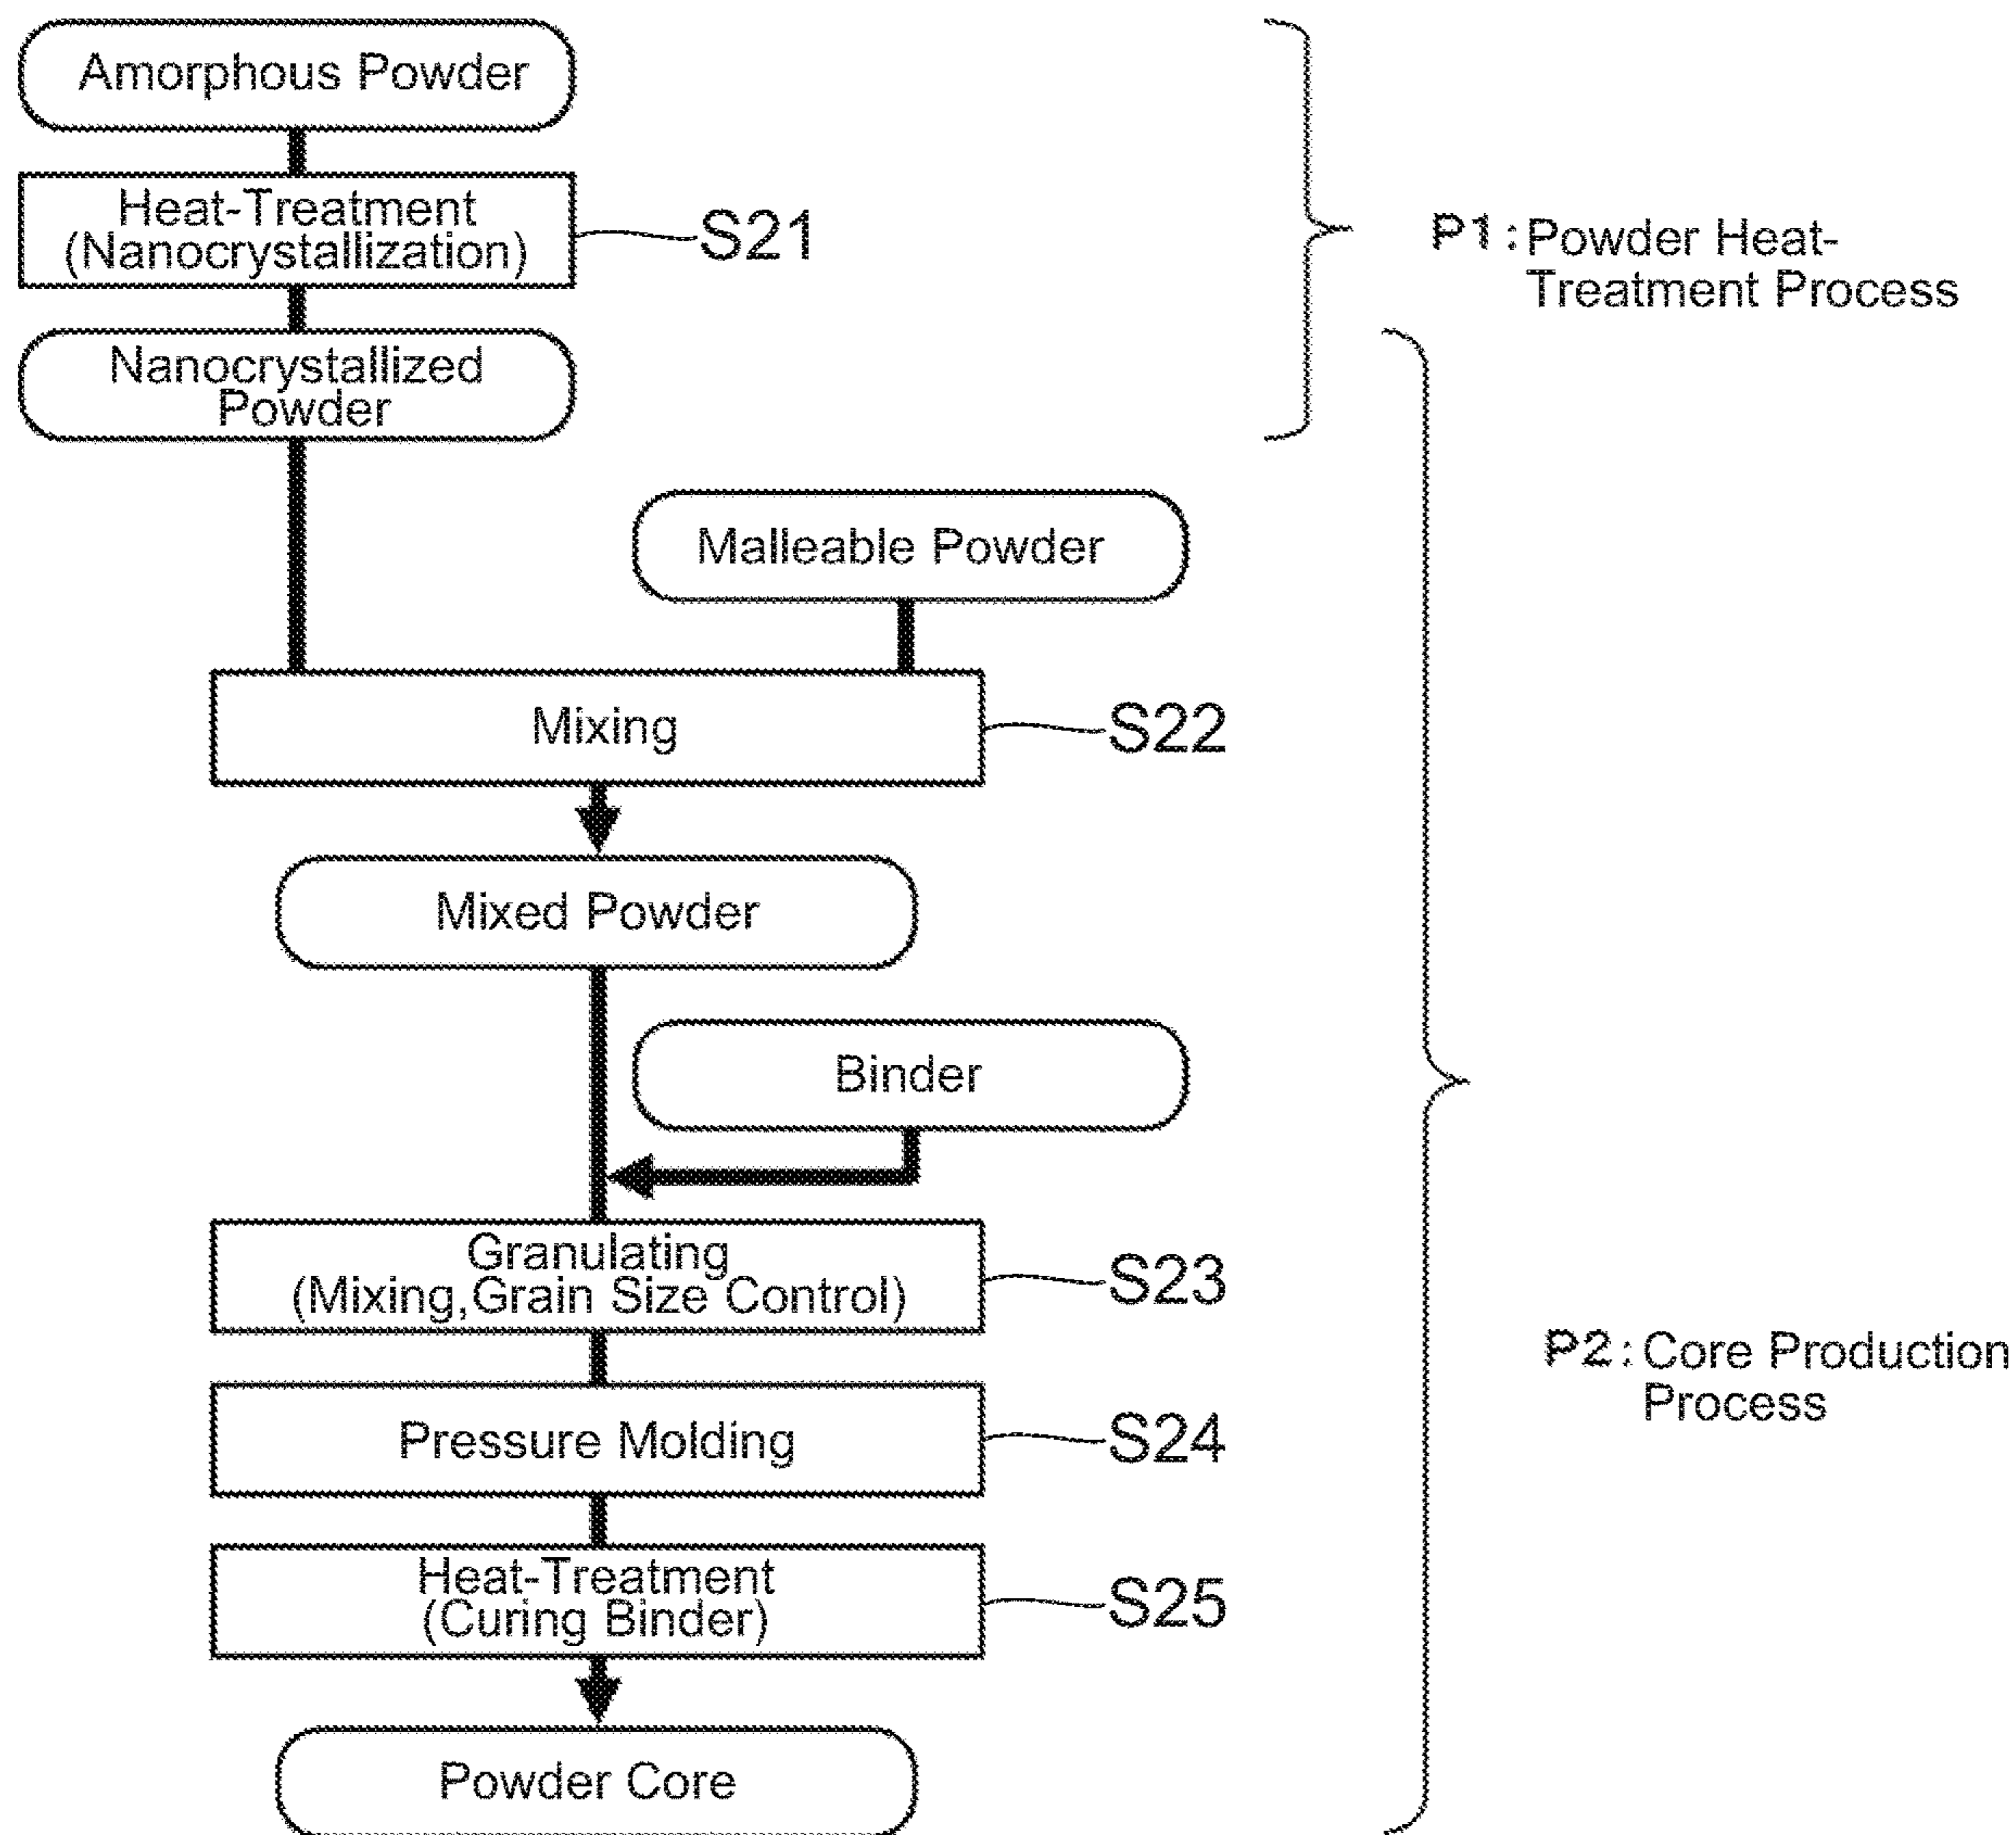 Amorphous Powder
Heat-Treatment
(Nanocrystallization)
S21
P1:Powder Heat-
Treatment Process
Nanocrystallized
Powder
Malleable Powder
Mixing
S22
Mixed Powder
Binder
Granulating
(Mixing,Grain Size Control)
S23
P2:Core Production
Process
Pressure Molding
S24
Heat-Treatment
(Curing Binder)
S25
Powder Core